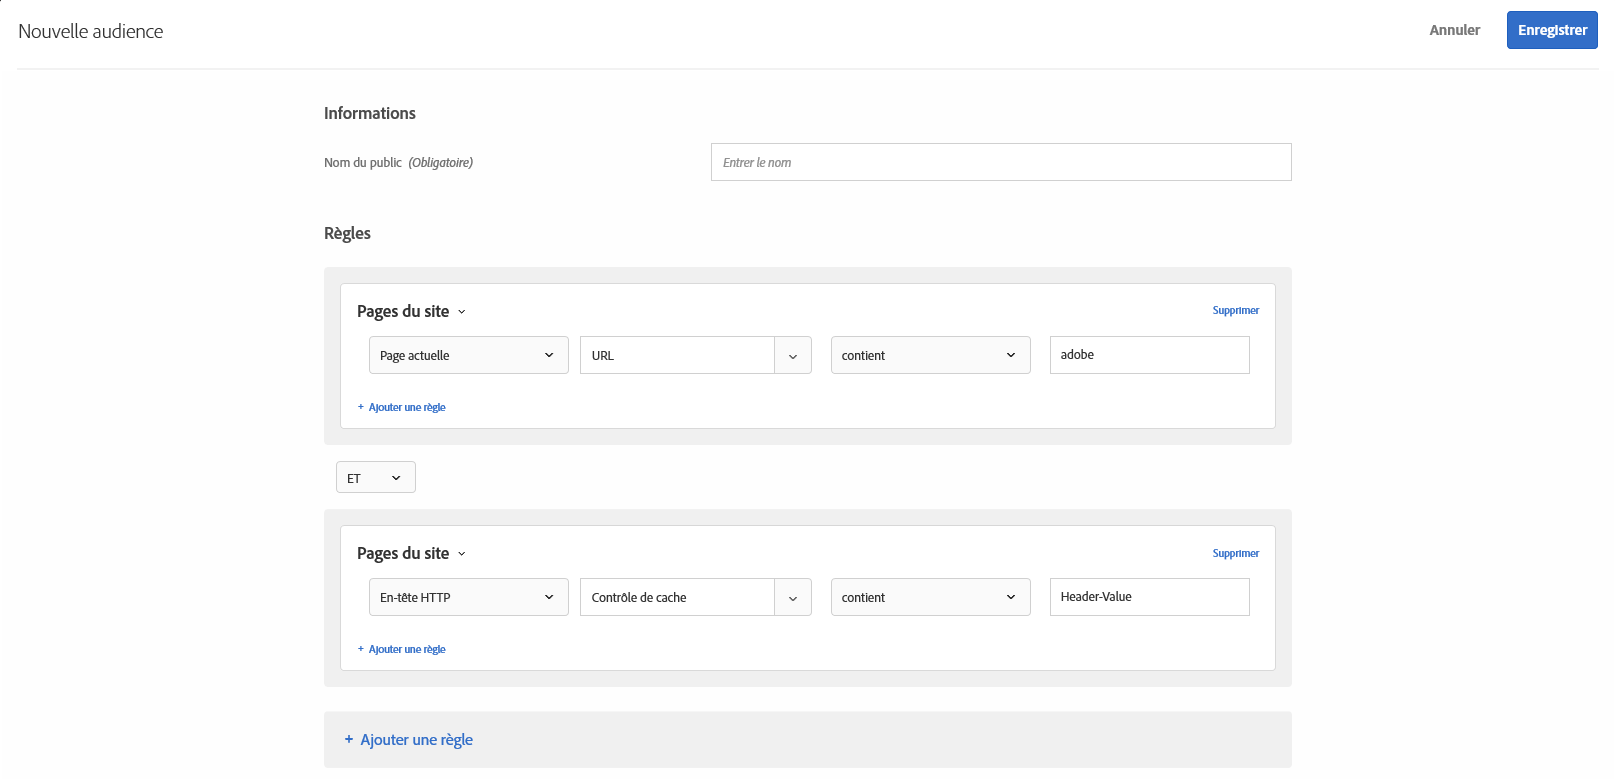 Nouvelle audience
Annuler
Enregistrer
Informations
Nom du public (Obligatoire)
Entrer le nom
Règles
Pages du site
Supprimer
Page actuelle
URL
contient
adobe
+ Ajouter une règle
ET
Pages du site
Supprimer
En-tête HTTP
Contrôle de cache
contient
Header-Value
+ Ajouter une règle
+ Ajouter une règle